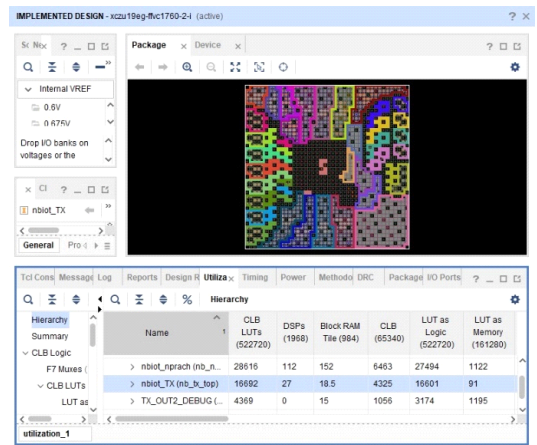 IMPLEMENTED DESIGN - xczu19eg-ffvc1760-2-i (active)
Package
Device
Internal VREF
0.6V
0.675V
Drop I/O banks on
voltages or the
nbiot_TX
General
Tcl Cons Message Log Reports Design R Utiliza Timing Power Methodo DRC Package I/O Ports
Hierarchy
Hierarchy
Summary
CLB Logic
F7 Muxes (
CLB LUTs
LUT as
Name 1 CLB LUTs (522720) DSPs (1968) Block RAM Tile (984) CLB (65340) LUT as Logic (522720) LUT as Memory (161280)
nbiot_nprach (nb_n... 28616 112 152 6463 27494 1122
nbiot_TX (nb_tx_top) 16692 27 18.5 4325 16601 91
TX_OUT2_DEBUG (... 4369 0 15 1056 3174 1195
utilization_1